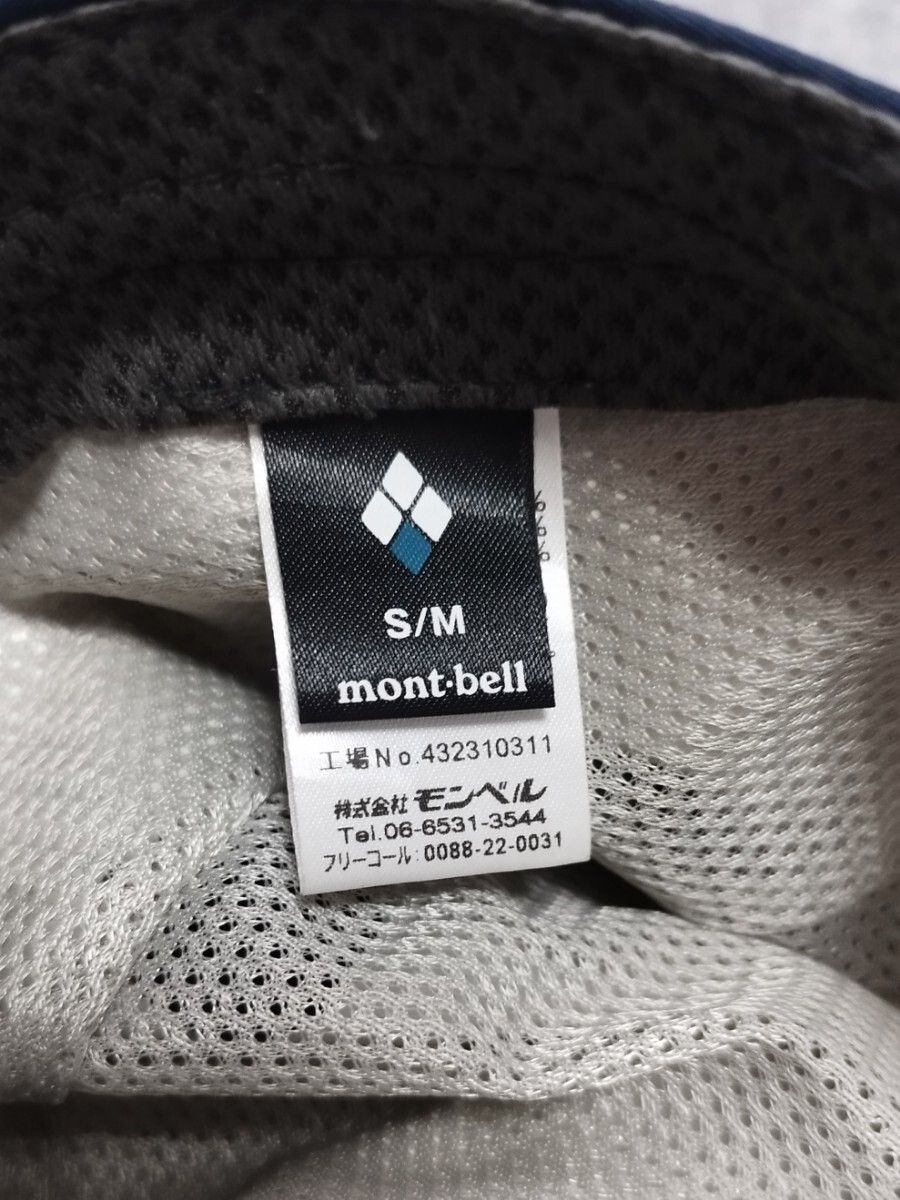 S/M
mont·bell
工場No.432310311
株式会社 モンベル
Tel.06-6531-3544
フリーコール:0088-22-0031